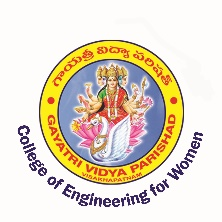 గాయత్రీ విద్యా పరిషత్
GAYATRI VIDYA PARISHAD
VISAKHAPATNAM
College of Engineering for Women